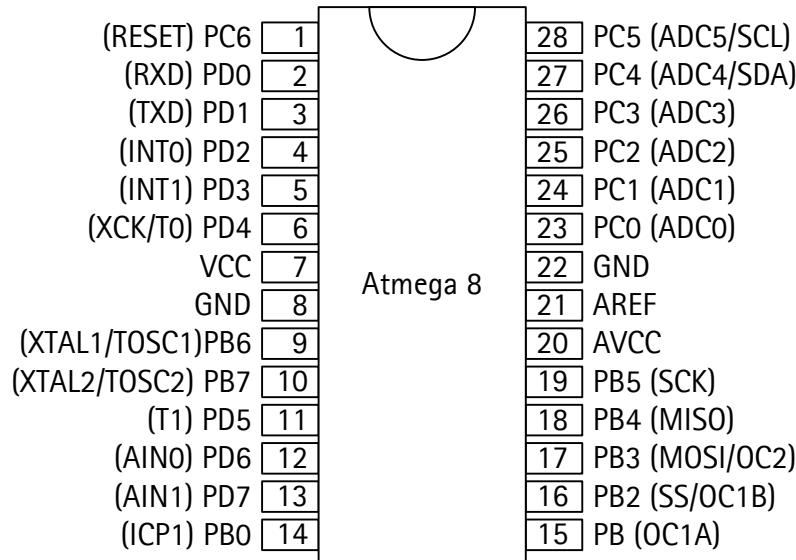 (RESET) PC6 1 28 PC5 (ADC5/SCL)
(RXD) PD0 2 27 PC4 (ADC4/SDA)
(TXD) PD1 3 26 PC3 (ADC3)
(INT0) PD2 4 25 PC2 (ADC2)
(INT1) PD3 5 24 PC1 (ADC1)
(XCK/T0) PD4 6 23 PC0 (ADC0)
VCC 7 22 GND
Atmega 8
GND 8 21 AREF
(XTAL1/TOSC1)PB6 9 20 AVCC
(XTAL2/TOSC2) PB7 10 19 PB5 (SCK)
(T1) PD5 11 18 PB4 (MISO)
(AIN0) PD6 12 17 PB3 (MOSI/OC2)
(AIN1) PD7 13 16 PB2 (SS/OC1B)
(ICP1) PB0 14 15 PB (OC1A)